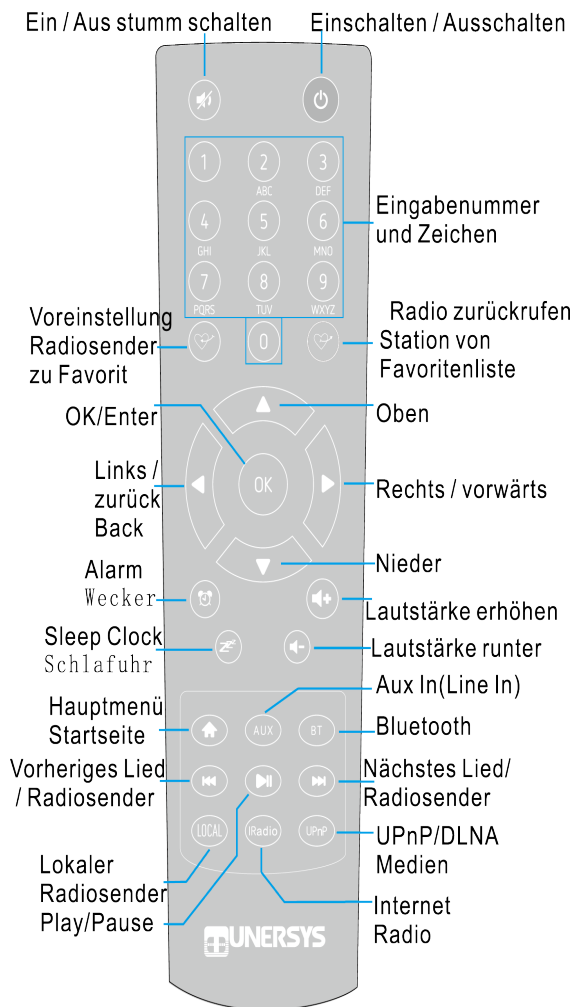 Ein / Aus stumm schalten
Einschalten / Ausschalten
1
2
3
ABC
DEF
4
5
6
GHI
JKL
MNO
Eingabenummer
und Zeichen
7
8
9
PQRS
TUV
WXYZ
Voreinstellung
Radiosender
zu Favorit
0
Radio zurückrufen
Station von
Favoritenliste
OK/Enter
Oben
Links /
zurück
Back
OK
Rechts / vorwärts
Nieder
Alarm
Wecker
Lautstärke erhöhen
Sleep Clock
Schlafuhr
Lautstärke runter
Aux In(Line In)
Hauptmenü
Startseite
AUX
BT
Bluetooth
Vorheriges Lied
/ Radiosender
Nächstes Lied/
Radiosender
LOCAL
IRadio
UPnP
UPnP/DLNA
Medien
Lokaler
Radiosender
Play/Pause
Internet
Radio
TUNERSYS